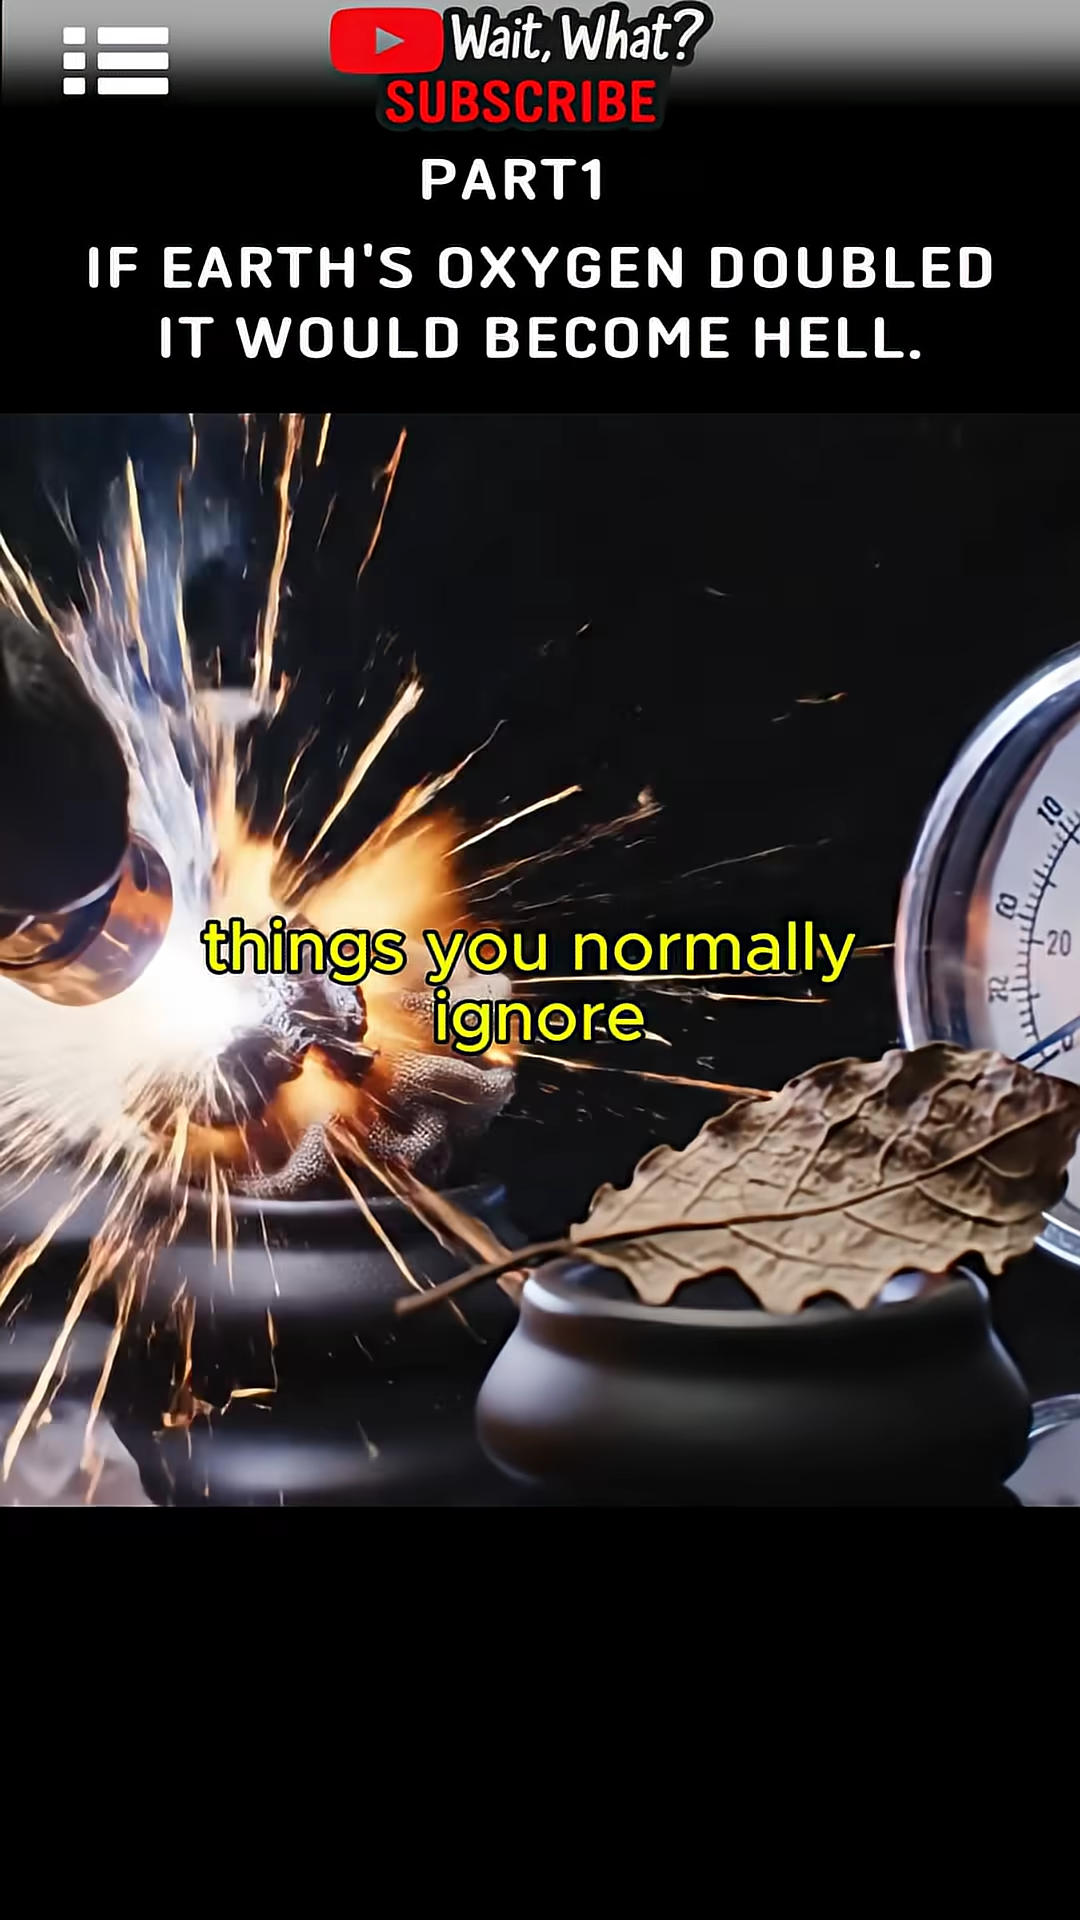 Wait, What?
SUBSCRIBE
PART1
IF EARTH'S OXYGEN DOUBLED
IT WOULD BECOME HELL.
10
20
things you normally
ignore